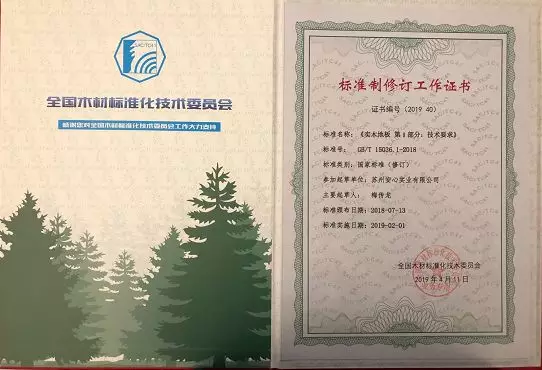 SAC/TC41
全国木材标准化技术委员会
感谢您对全国木材标准化技术委员会工作大力支持
标准制修订工作证书
证书编号（2019 40）
标准名称：《实木地板 第1部分：技术要求》
标准号： GB/T 15036.1-2018
标准类别：国家标准（修订）
参加起草单位：苏州安心实业有限公司
主要起草人： 梅传龙
标准颁布日期：2018-07-13
标准实施日期：2019-02-01
全国木材标准化技术委员会
2019年4月11日